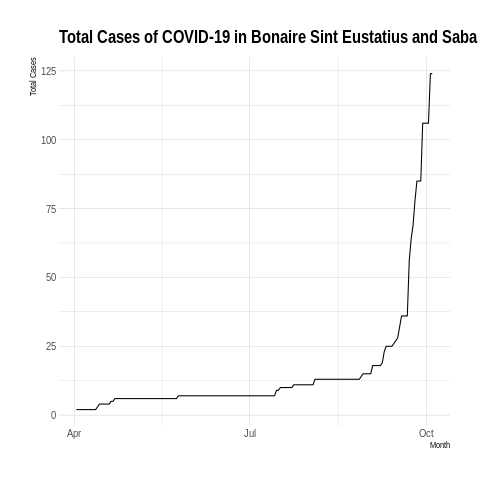 Total Cases of COVID-19 in Bonaire Sint Eustatius and Saba
Total Cases
125
100
75
50
25
0
Apr Jul Oct
Month